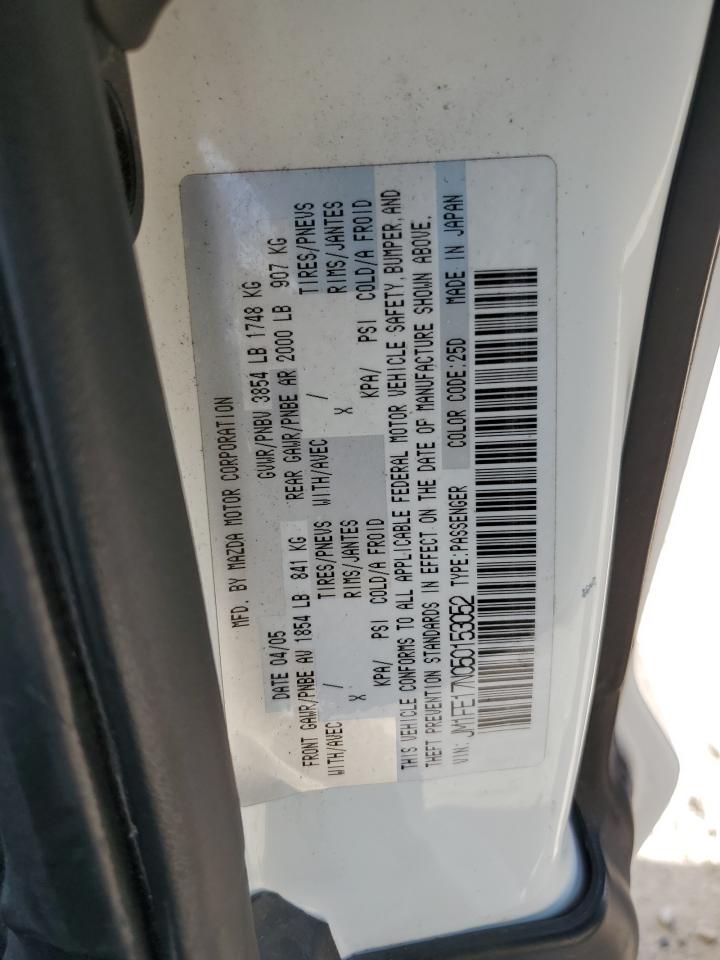 MFD. BY MAZDA MOTOR CORPORATION
DATE 04/05 GVWR/PNBV 3854 LB 1748 KG
FRONT GAWR/PNBE AV 1854 LB 841 KG REAR GAWR/PNBE AR 2000 LB 907 KG
WITH/AVEC / TIRES/PNEUS WITH/AVEC / TIRES/PNEUS
X RIMS/JANTES X RIMS/JANTES
KPA/ PSI COLD/A FROID KPA/ PSI COLD/A FROID
THIS VEHICLE CONFORMS TO ALL APPLICABLE FEDERAL MOTOR VEHICLE SAFETY, BUMPER, AND
THEFT PREVENTION STANDARDS IN EFFECT ON THE DATE OF MANUFACTURE SHOWN ABOVE.
VIN: JM1FE17N050153052 TYPE:PASSENGER COLOR CODE:25D MADE IN JAPAN